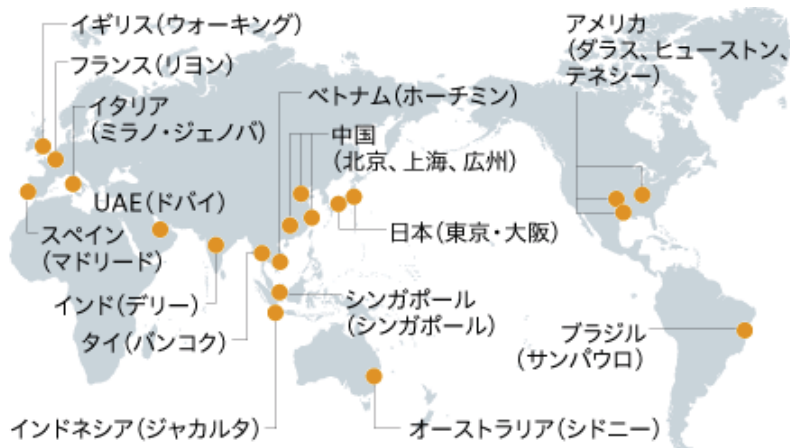 イギリス(ウォーキング)
フランス(リヨン)
イタリア
(ミラノ・ジェノバ)
UAE(ドバイ)
スペイン
(マドリード)
インド(デリー)
タイ(バンコク)
インドネシア(ジャカルタ)
ベトナム(ホーチミン)
中国
(北京、上海、広州)
日本(東京・大阪)
シンガポール
(シンガポール)
オーストラリア(シドニー)
アメリカ
(ダラス、ヒューストン、
テネシー)
ブラジル
(サンパウロ)